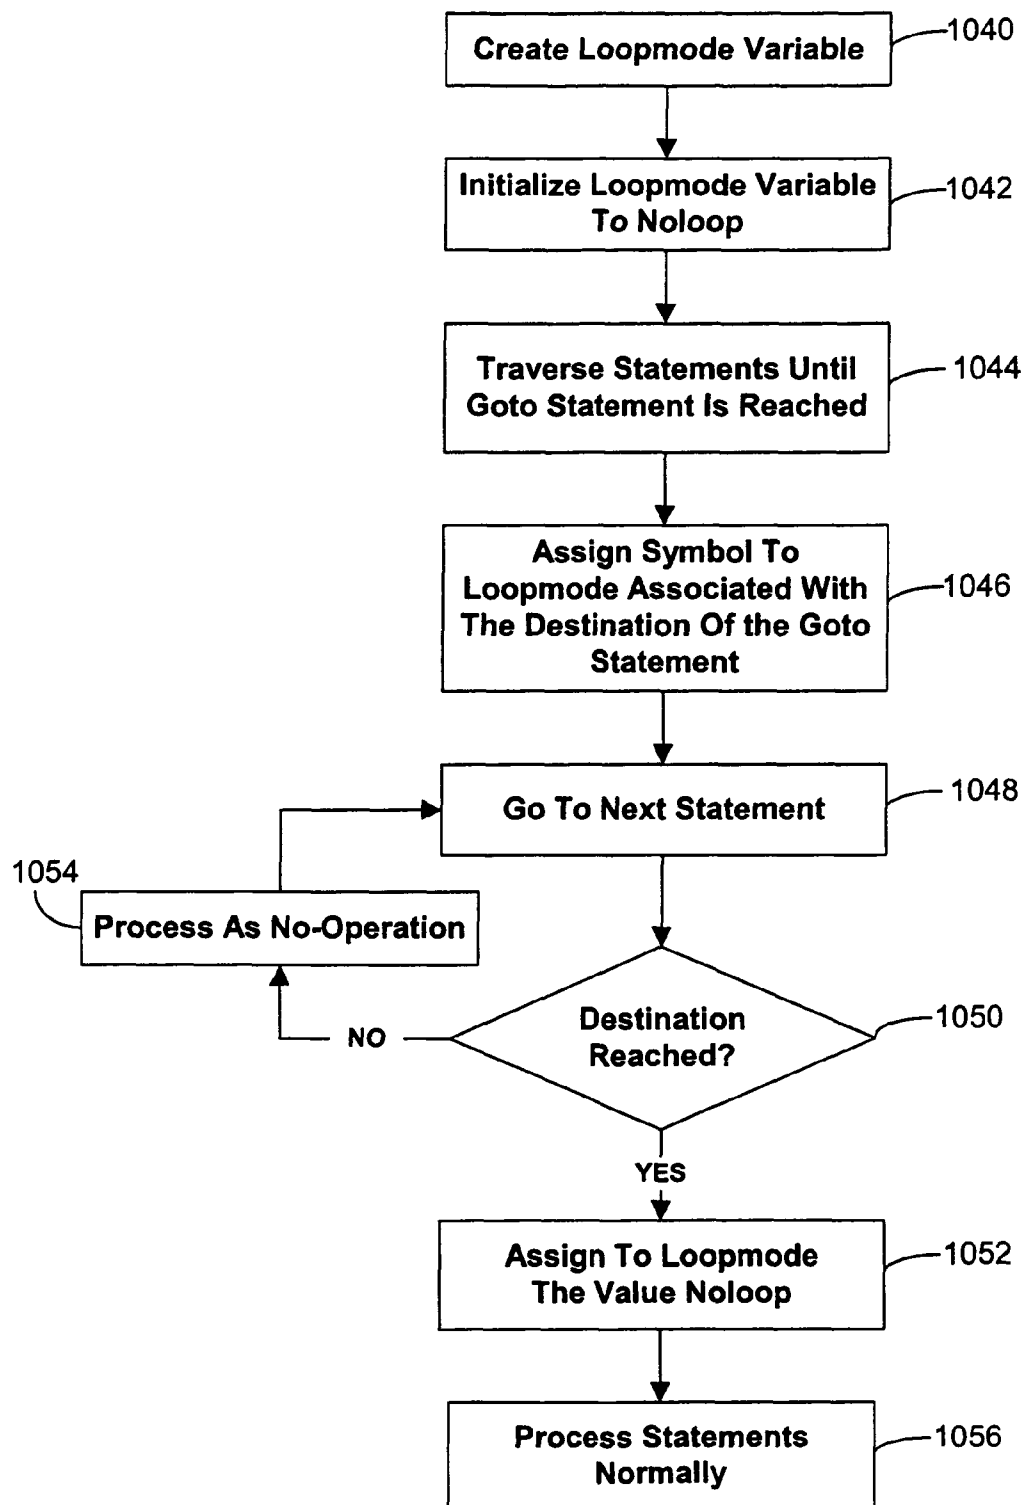 Create Loopmode Variable
1040
Initialize Loopmode Variable
To Noloop
1042
Traverse Statements Until
Goto Statement Is Reached
1044
Assign Symbol To
Loopmode Associated With
The Destination Of the Goto
Statement
1046
Go To Next Statement
1048
1054
Process As No-Operation
Destination
Reached?
1050
NO
YES
Assign To Loopmode
The Value Noloop
1052
Process Statements
Normally
1056